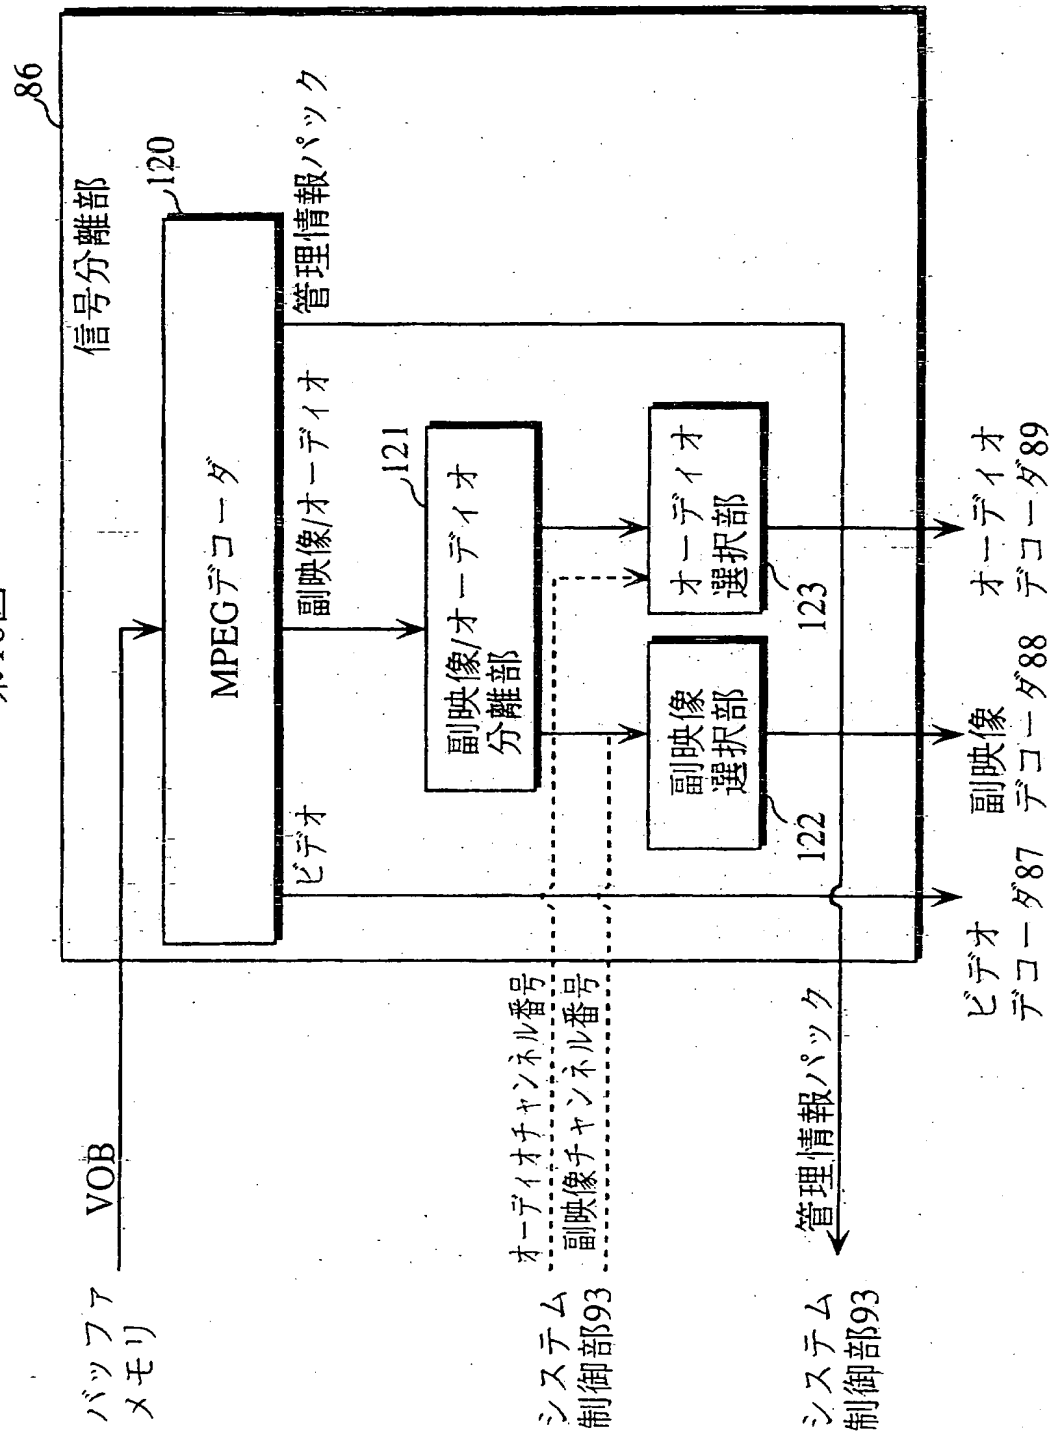 86
信号分離部
120
MPEGデコーダ
VOB
バッファ
メモリ
ビデオ
副映像/オーディオ
管理情報パック
121
副映像/オーディオ
分離部
オーディオチャンネル番号
副映像チャンネル番号
システム
制御部93
副映像
選択部
122
オーディオ
選択部
123
管理情報パック
システム
制御部93
ビデオ
デコーダ87
副映像
デコーダ88
オーディオ
デコーダ89